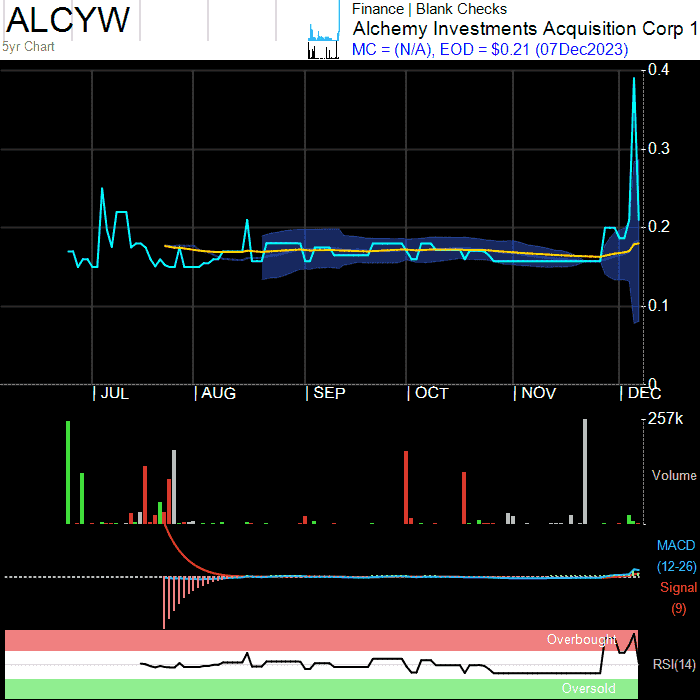 ALCYW
5yr Chart
Finance | Blank Checks
Alchemy Investments Acquisition Corp 1
MC = (N/A), EOD = $0.21 (07Dec2023)
0.4
0.3
0.2
0.1
0
JUL AUG SEP OCT NOV DEC
257k
Volume
MACD
(12-26)
Signal
(9)
Overbought
RSI(14)
Oversold